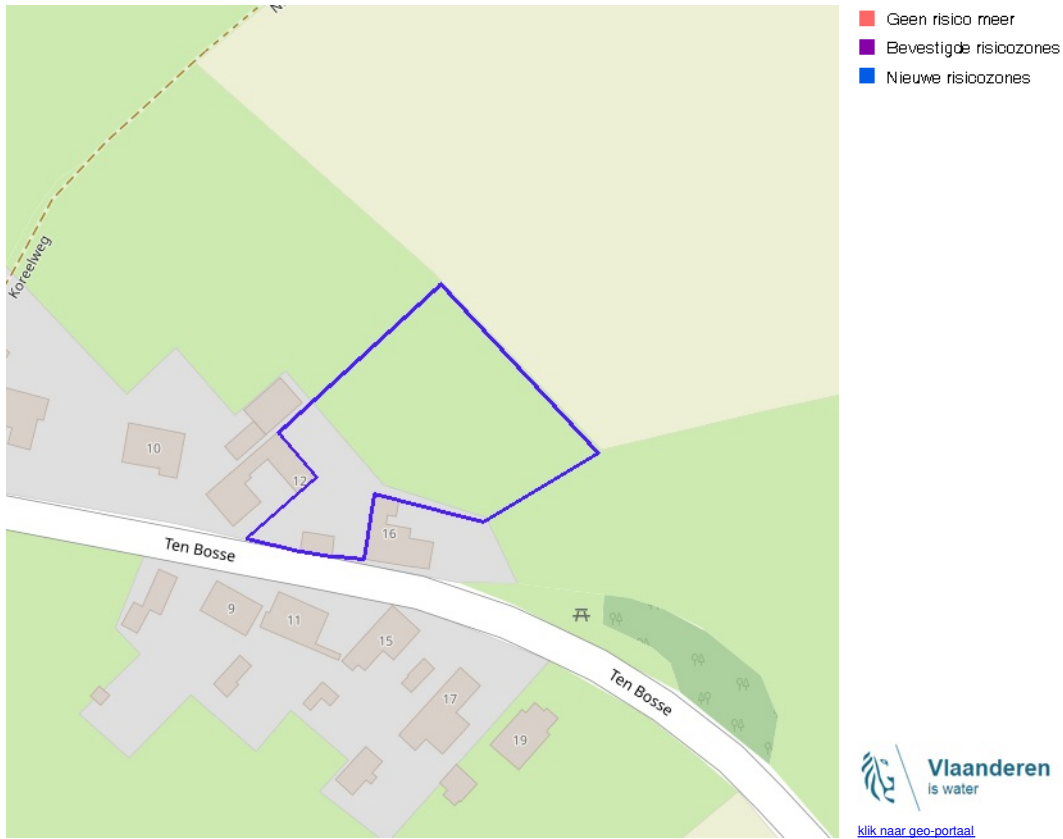 Geen risico meer
Bevestigde risicozones
Nieuwe risicozones
Koreelweg
10
12
16
Ten Bosse
9
11
15
17
19
Ten Bosse
Vlaanderen
is water
klik naar geo-portaal